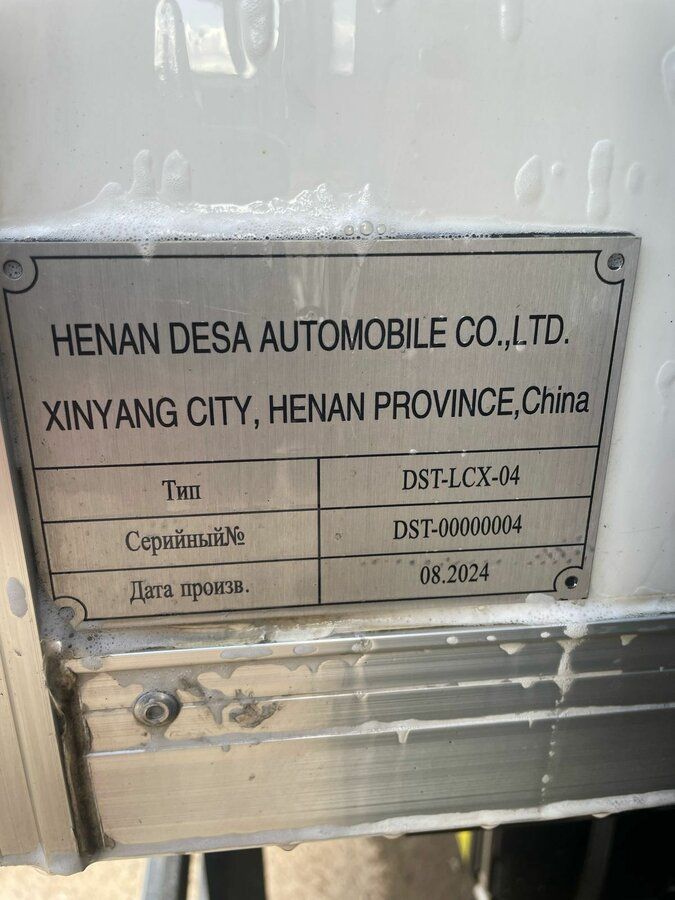 HENAN DESA AUTOMOBILE CO.,LTD.
XINYANG CITY, HENAN PROVINCE,China
Тип DST-LCX-04
Серийный№ DST-00000004
Дата произв. 08.2024